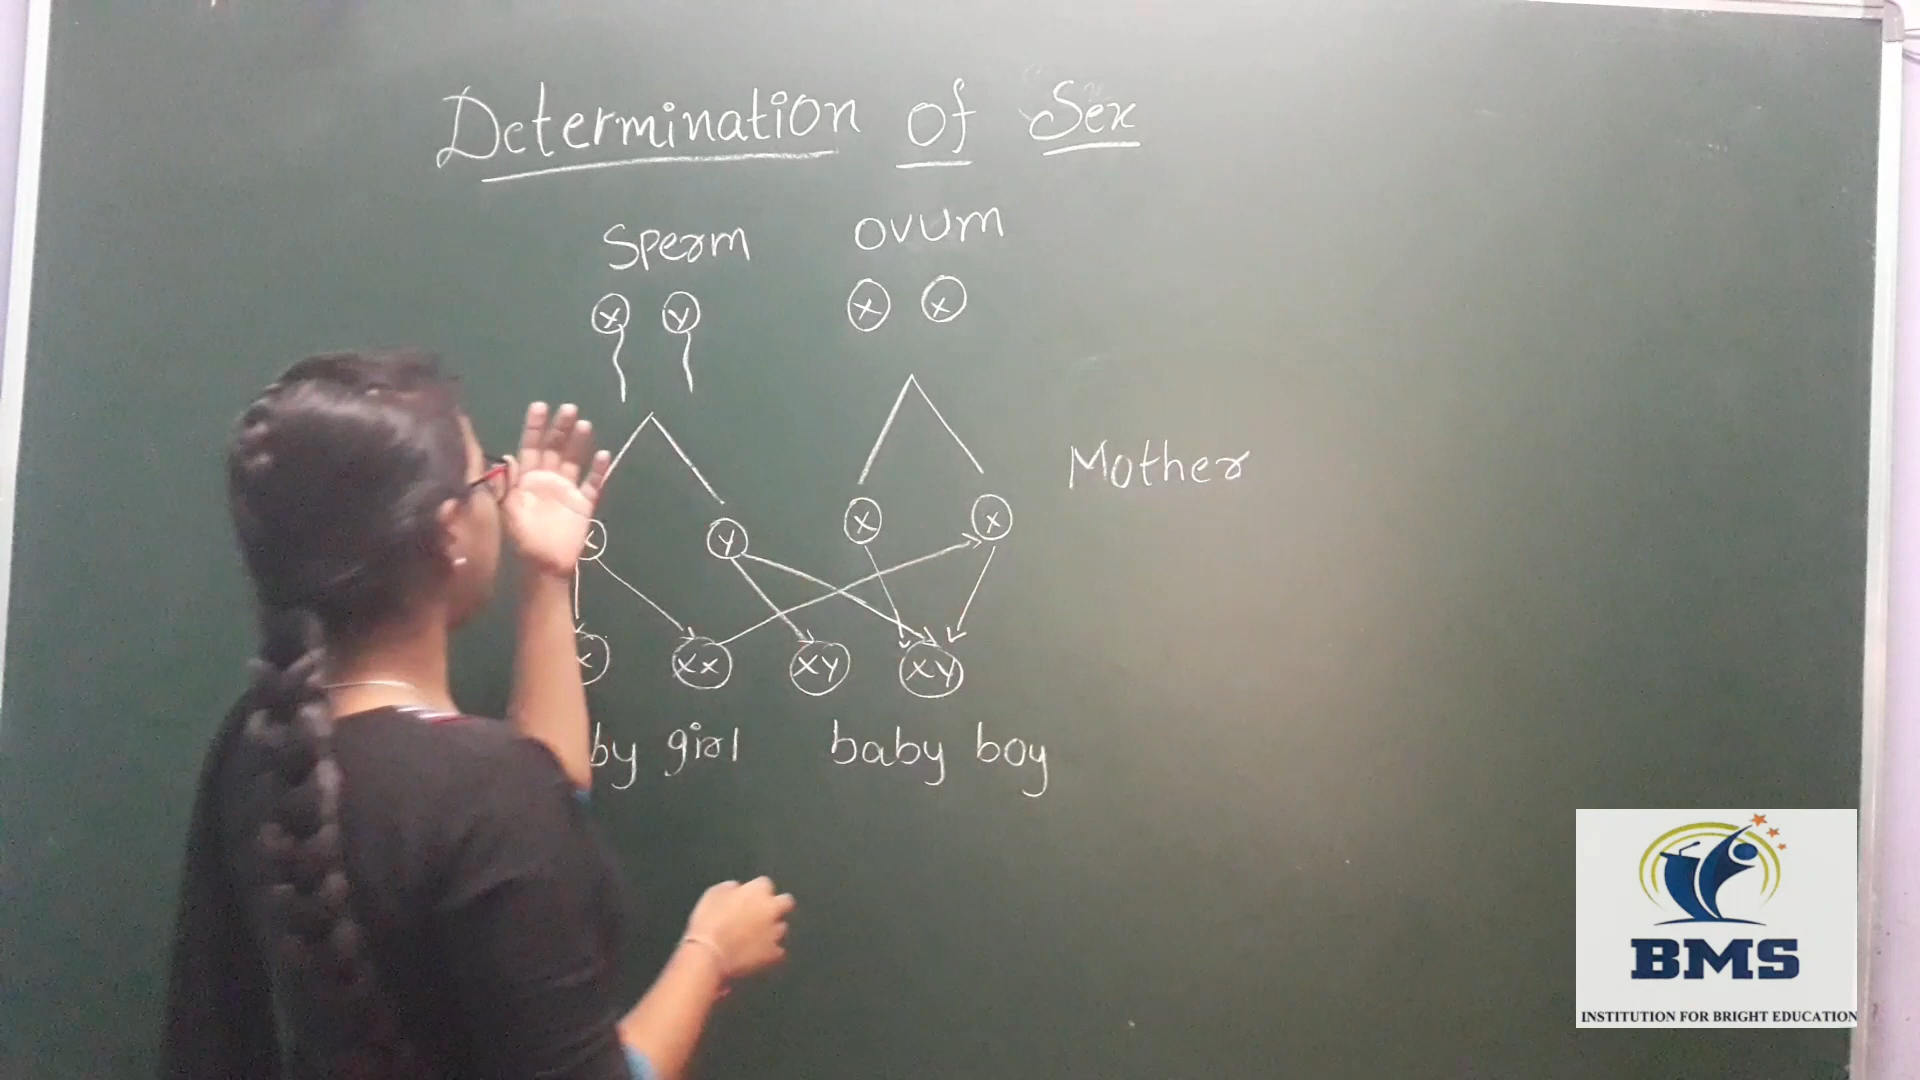 Determination of Sex
Sperm ovum
X Y X X
Mother
X Y X X
X XX XY XY
by girl baby boy
BMS
INSTITUTION FOR BRIGHT EDUCATION